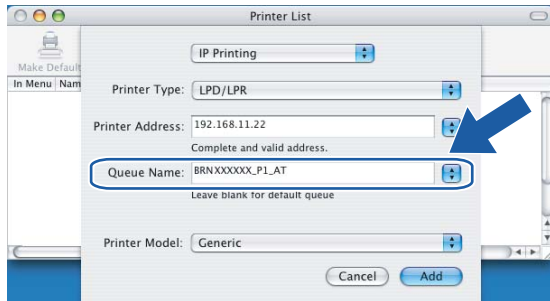 Printer List
IP Printing
Make Default
In Menu Nam
Printer Type: LPD/LPR
Printer Address: 192.168.11.22
Complete and valid address.
Queue Name: BRNXXXXXX_P1_AT
Leave blank for default queue
Printer Model: Generic
Cancel Add